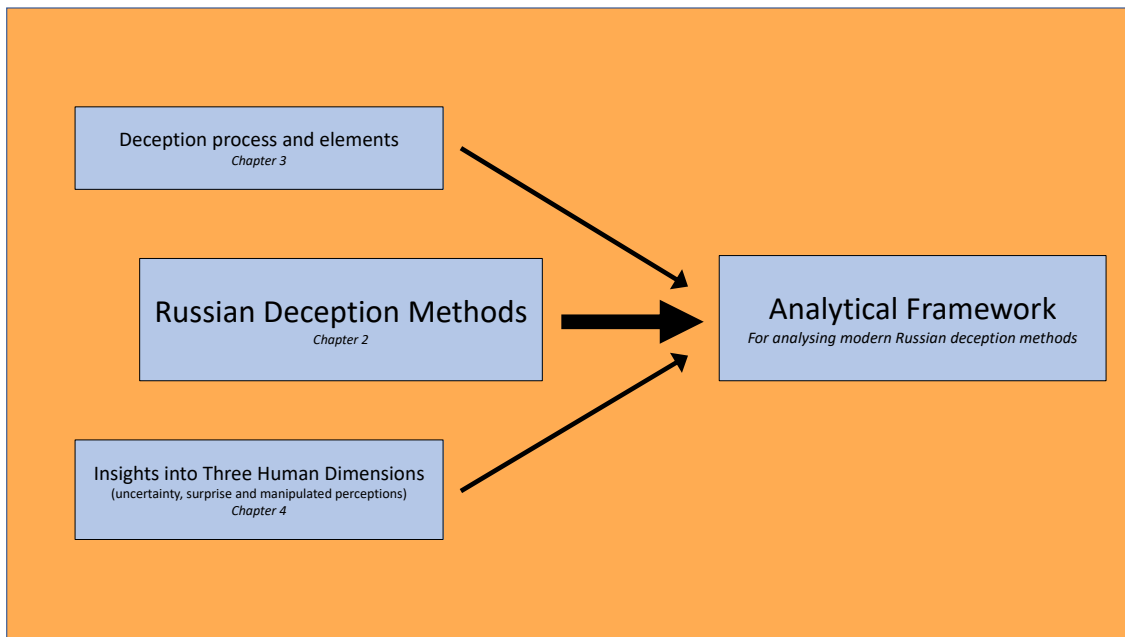 Deception process and elements
Chapter 3
Russian Deception Methods
Chapter 2
Insights into Three Human Dimensions
(uncertainty, surprise and manipulated perceptions)
Chapter 4
Analytical Framework
For analysing modern Russian deception methods